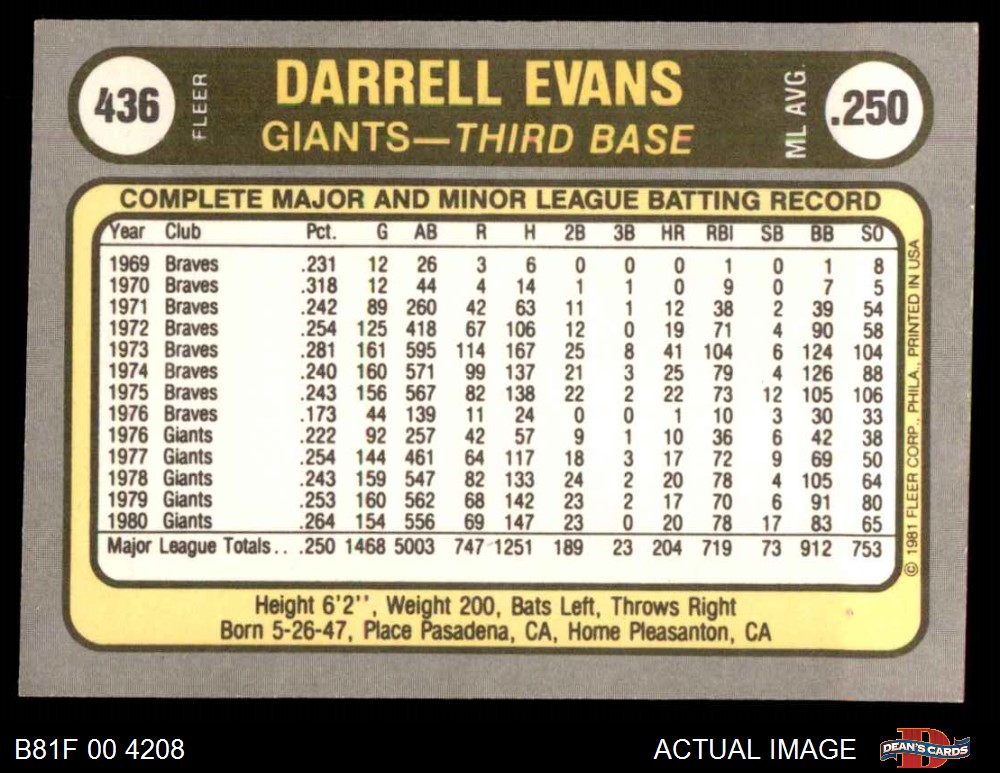 436
FLEER
DARRELL EVANS
GIANTS—THIRD BASE
ML AVG.
.250
COMPLETE MAJOR AND MINOR LEAGUE BATTING RECORD
Year Club Pct. G AB R H 2B 3B HR RBI SB BB SO
1969 Braves .231 12 26 3 6 0 0 0 1 0 1 8
1970 Braves .318 12 44 4 14 1 1 0 9 0 7 5
1971 Braves .242 89 260 42 63 11 1 12 38 2 39 54
1972 Braves .254 125 418 67 106 12 0 19 71 4 90 58
1973 Braves .281 161 595 114 167 25 8 41 104 6 124 104
1974 Braves .240 160 571 99 137 21 3 25 79 4 126 88
1975 Braves .243 156 567 82 138 22 2 22 73 12 105 106
1976 Braves .173 44 139 11 24 0 0 1 10 3 30 33
1976 Giants .222 92 257 42 57 9 1 10 36 6 42 38
1977 Giants .254 144 461 64 117 18 3 17 72 9 69 50
1978 Giants .243 159 547 82 133 24 2 20 78 4 105 64
1979 Giants .253 160 562 68 142 23 2 17 70 6 91 80
1980 Giants .264 154 556 69 147 23 0 20 78 17 83 65
Major League Totals.. .250 1468 5003 747 1251 189 23 204 719 73 912 753
© 1981 FLEER CORP., PHILA., PRINTED IN USA
Height 6'2'', Weight 200, Bats Left, Throws Right
Born 5-26-47, Place Pasadena, CA, Home Pleasanton, CA
B81F 00 4208
ACTUAL IMAGE
DEAN'S CARDS